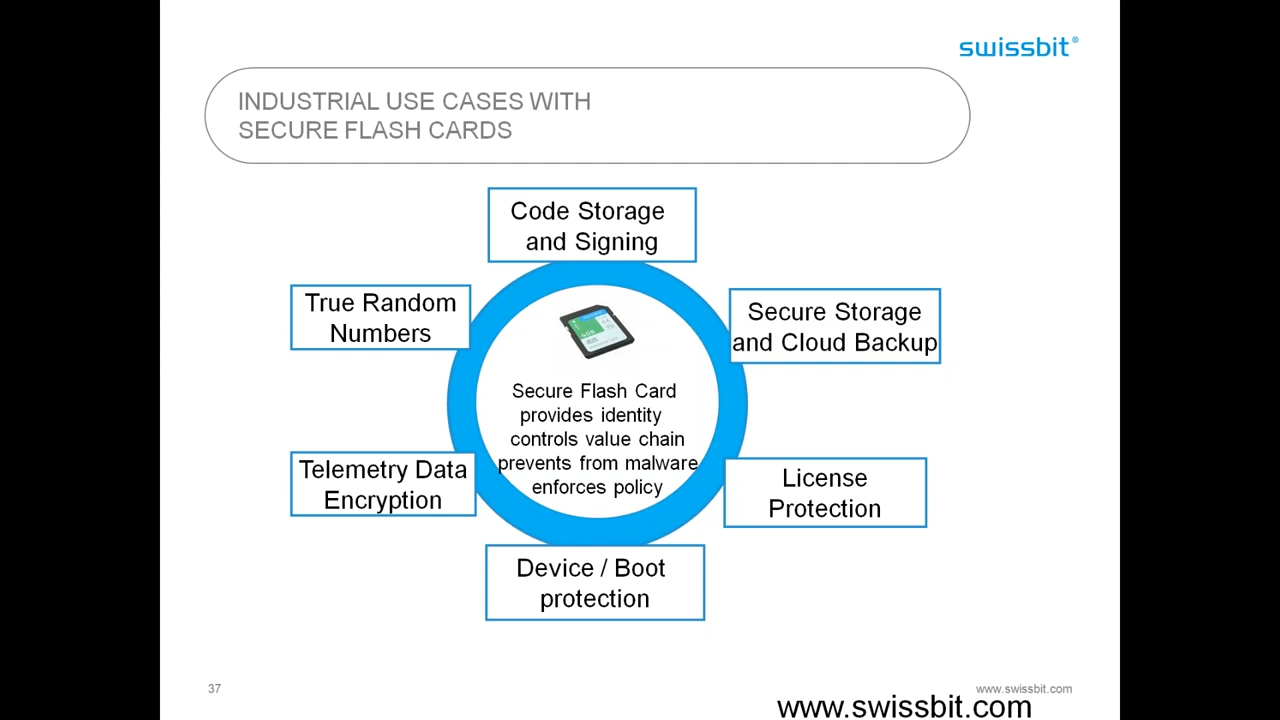 swissbit®
INDUSTRIAL USE CASES WITH
SECURE FLASH CARDS
Code Storage
and Signing
True Random
Numbers
Secure Storage
and Cloud Backup
Secure Flash Card
provides identity
controls value chain
prevents from malware
enforces policy
Telemetry Data
Encryption
License
Protection
Device / Boot
protection
37
www.swissbit.com
www.swissbit.com